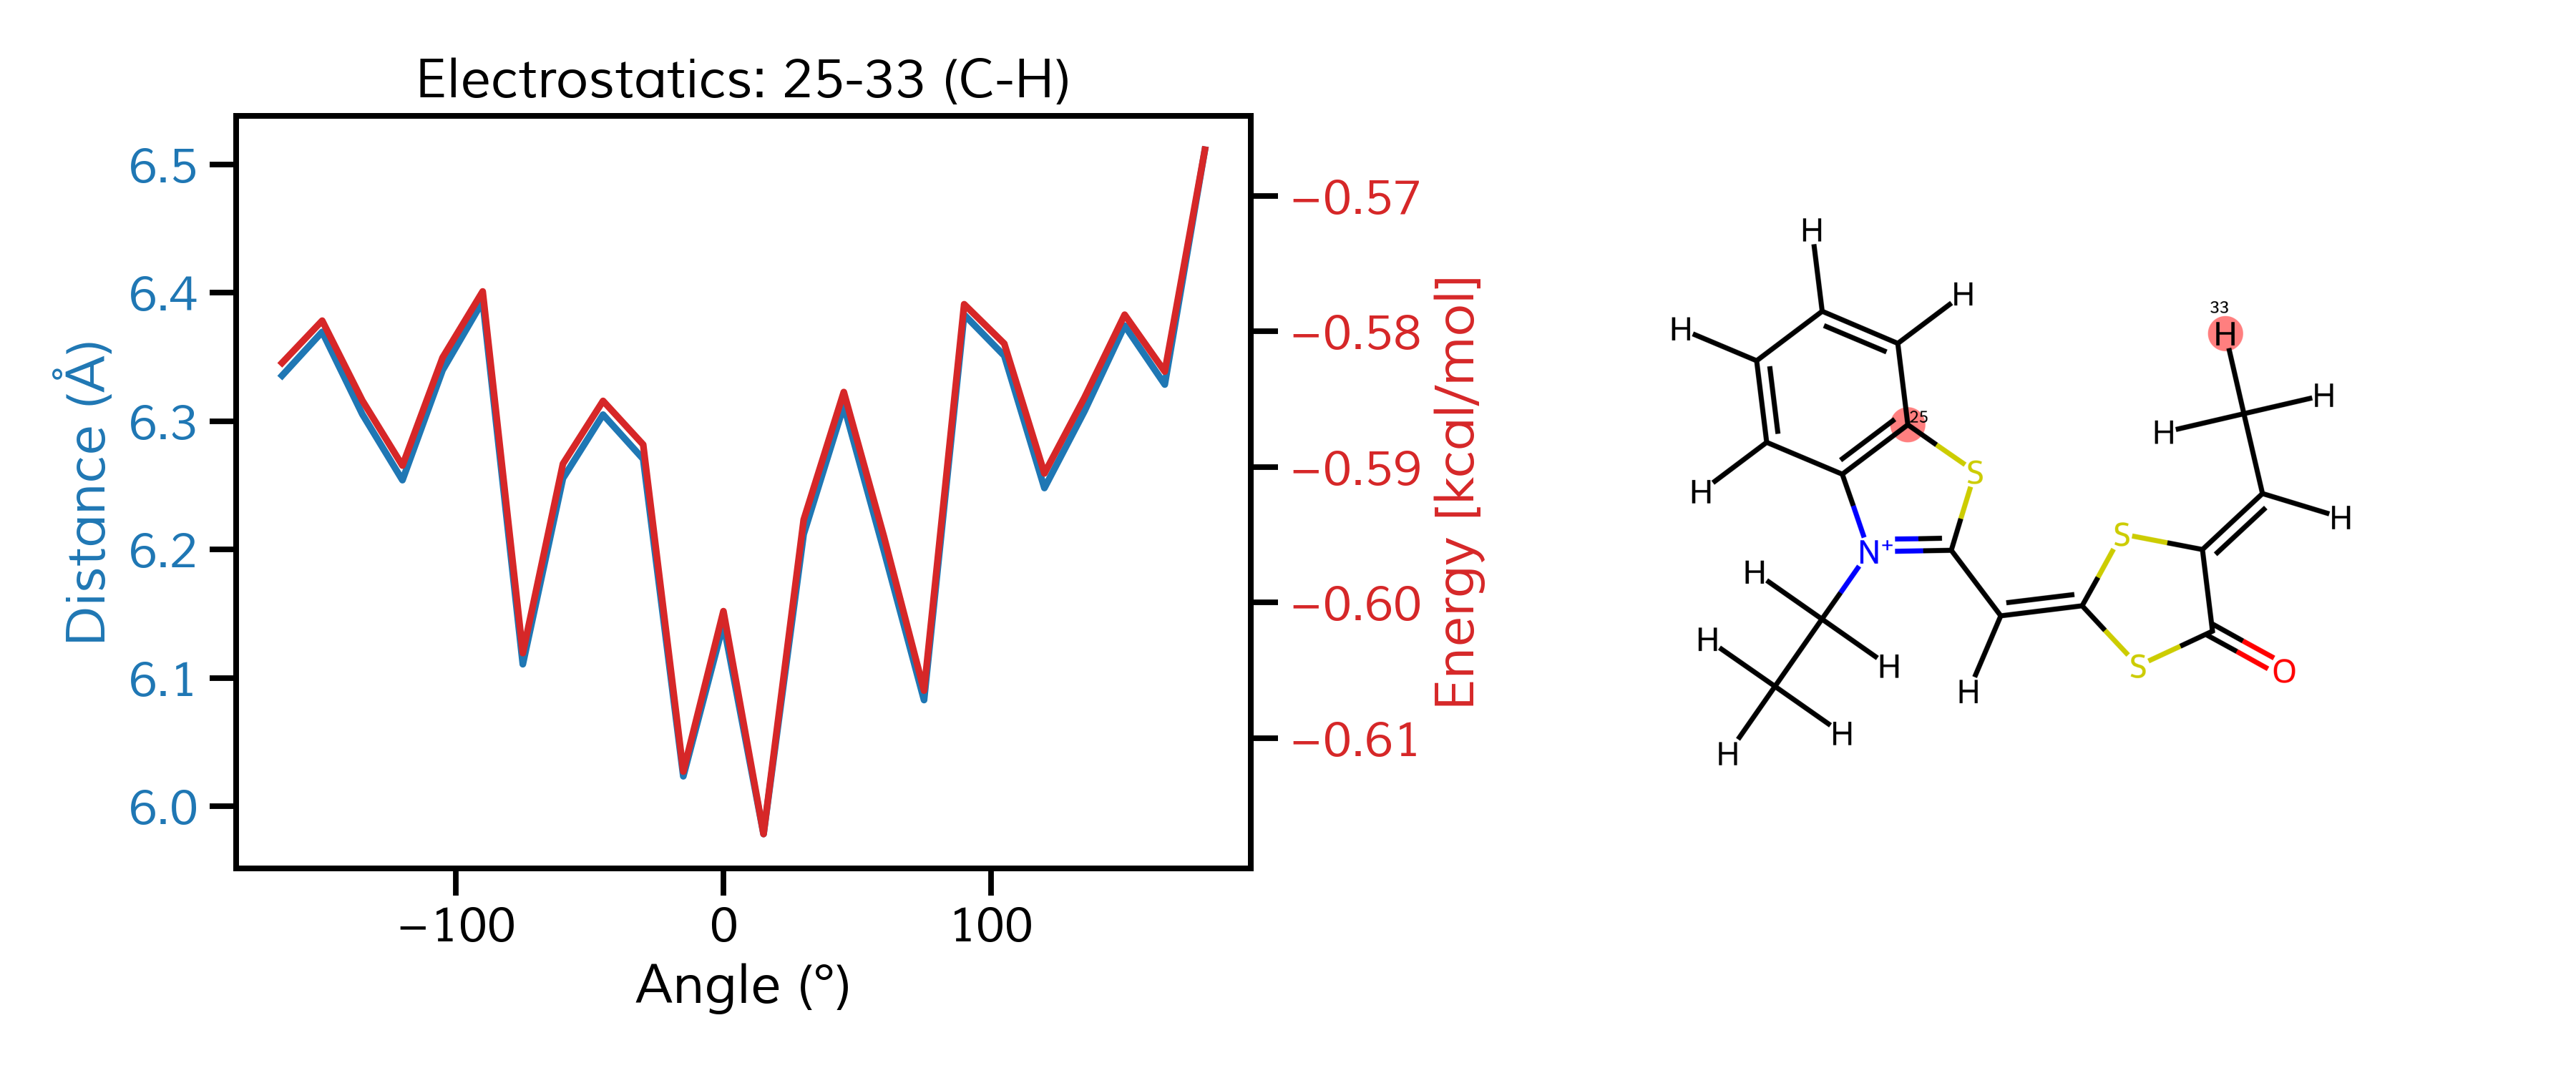 Electrostatics: 25-33 (C-H)
6.5
6.4
6.3
6.2
6.1
6.0
Distance (Å)
−0.57
−0.58
−0.59
−0.60
−0.61
Energy [kcal/mol]
−100
0
100
Angle (°)
H
H
H
33
H
H
H
H
25
S
H
H
S
N+
H
H
H
S
O
H
H
H